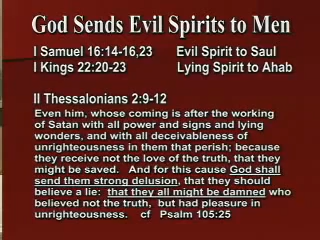 God Sends Evil Spirits to Men
I Samuel 16:14-16,23 Evil Spirit to Saul
I Kings 22:20-23 Lying Spirit to Ahab
II Thessalonians 2:9-12
Even him, whose coming is after the working
of Satan with all power and signs and lying
wonders, and with all deceivableness of
unrighteousness in them that perish; because
they receive not the love of the truth, that they
might be saved. And for this cause God shall
send them strong delusion, that they should
believe a lie: that they all might be damned who
believed not the truth, but had pleasure in
unrighteousness. cf Psalm 105:25